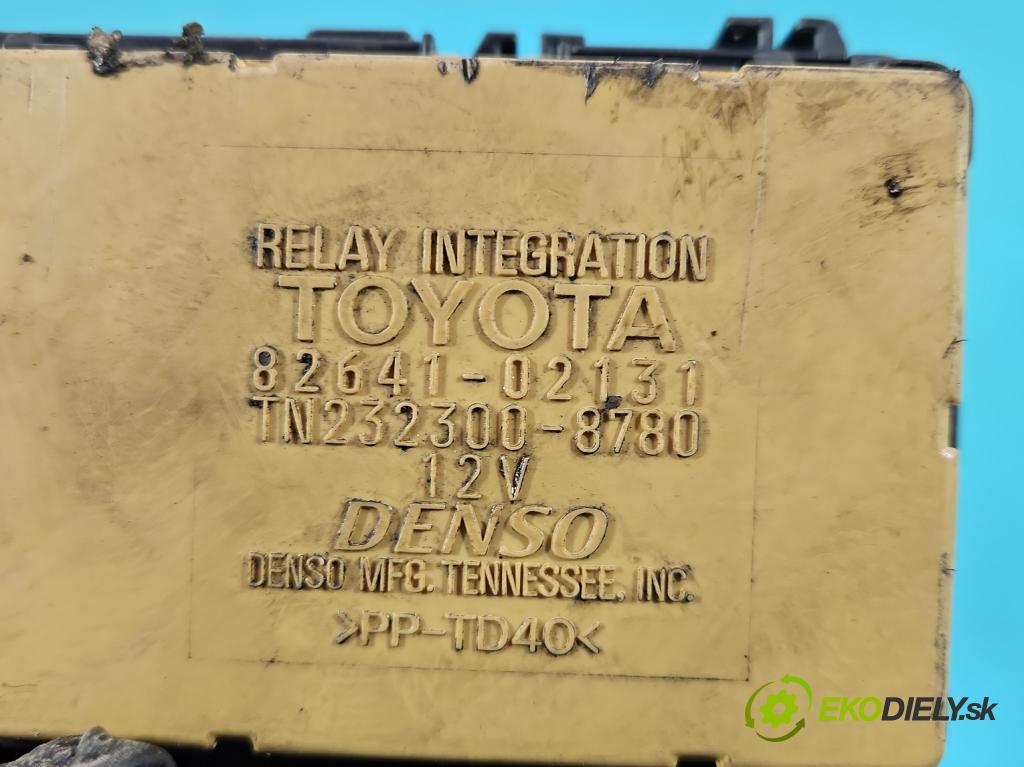 RELAY INTEGRATION
TOYOTA
82641-02131
TN232300-8780
12V
DENSO
DENSO MFG. TENNESSEE, INC.
>PP-TD40<
EKODIELY.sk